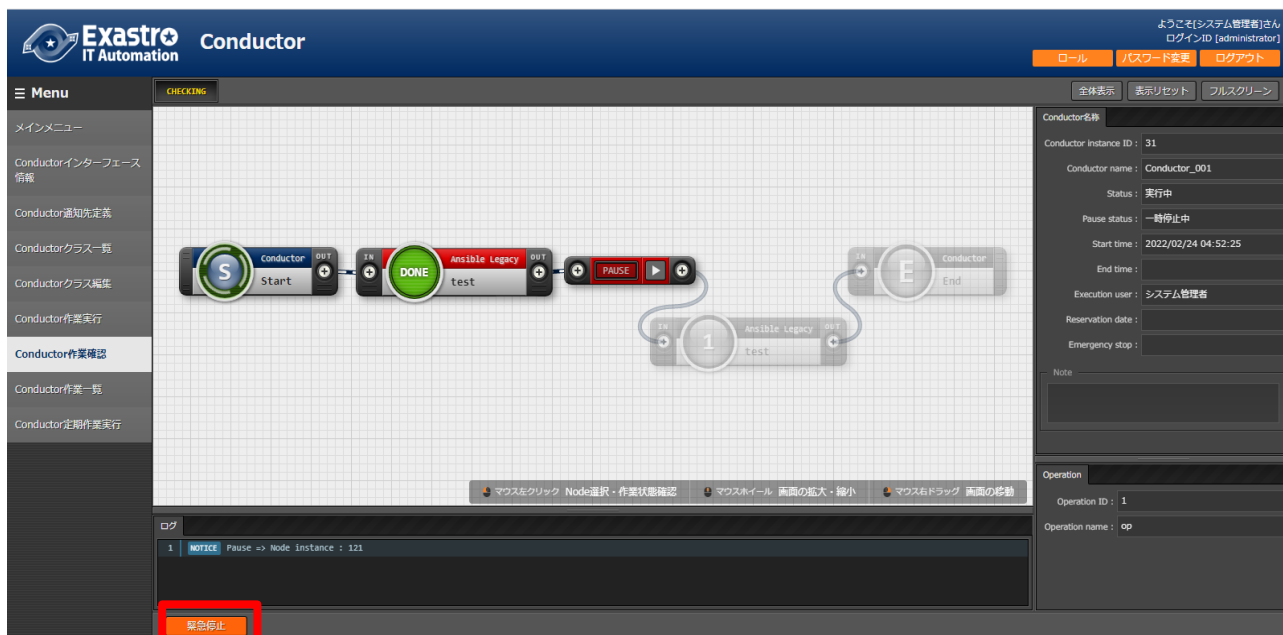 Exastro
IT Automation
Conductor
ようこそ[システム管理者]さん
ログインID [administrator]
ロール
パスワード変更
ログアウト
☰ Menu
メインメニュー
Conductorインターフェース
情報
Conductor通知先定義
Conductorクラス一覧
Conductorクラス編集
Conductor作業実行
Conductor作業確認
Conductor作業一覧
Conductor定期作業実行
CHECKING
全体表示
表示リセット
フルスクリーン
S
Conductor
Start
OUT
IN
DONE
Ansible Legacy
test
OUT
PAUSE
IN
1
Ansible Legacy
test
OUT
IN
E
Conductor
End
マウス左クリック Node選択・作業状態確認
マウスホイール 画面の拡大・縮小
マウス右ドラッグ 画面の移動
ログ
1 NOTICE Pause => Node instance : 121
緊急停止
Conductor名称
Conductor instance ID : 31
Conductor name : Conductor_001
Status : 実行中
Pause status : 一時停止中
Start time : 2022/02/24 04:52:25
End time :
Execution user : システム管理者
Reservation date :
Emergency stop :
Note
Operation
Operation ID : 1
Operation name : op